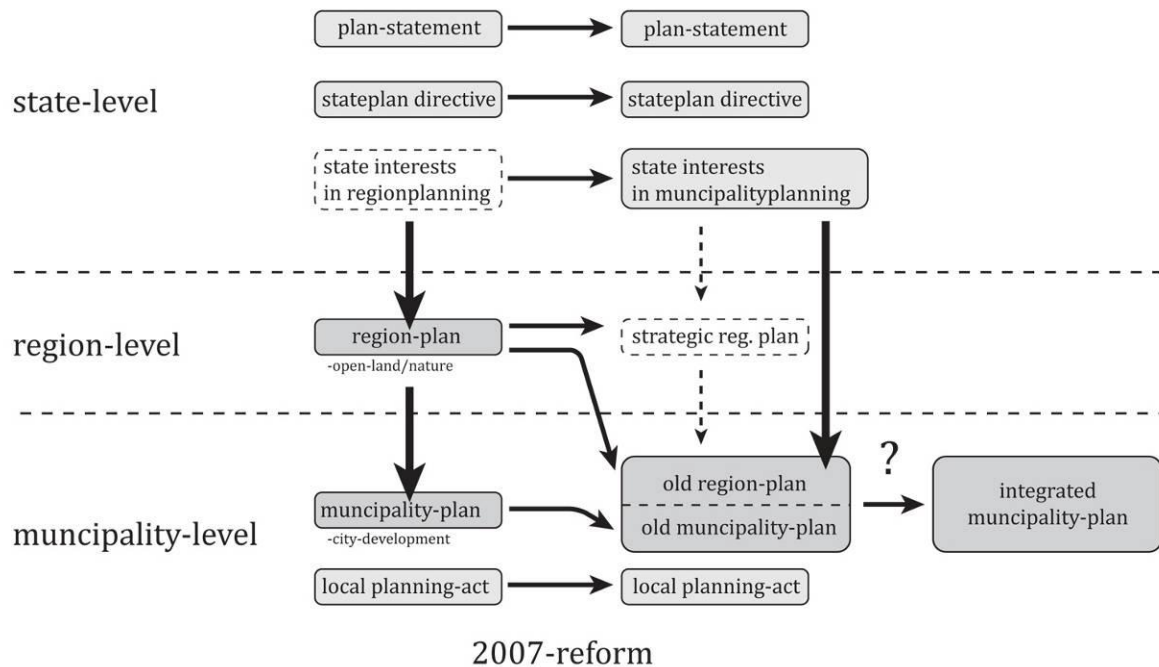 plan-statement
plan-statement
state-level
stateplan directive
stateplan directive
state interests
in regionplanning
state interests
in muncipalityplanning
region-level
region-plan
-open-land/nature
strategic reg. plan
muncipality-level
muncipality-plan
-city-development
old region-plan
old muncipality-plan
?
integrated
muncipality-plan
local planning-act
local planning-act
2007-reform